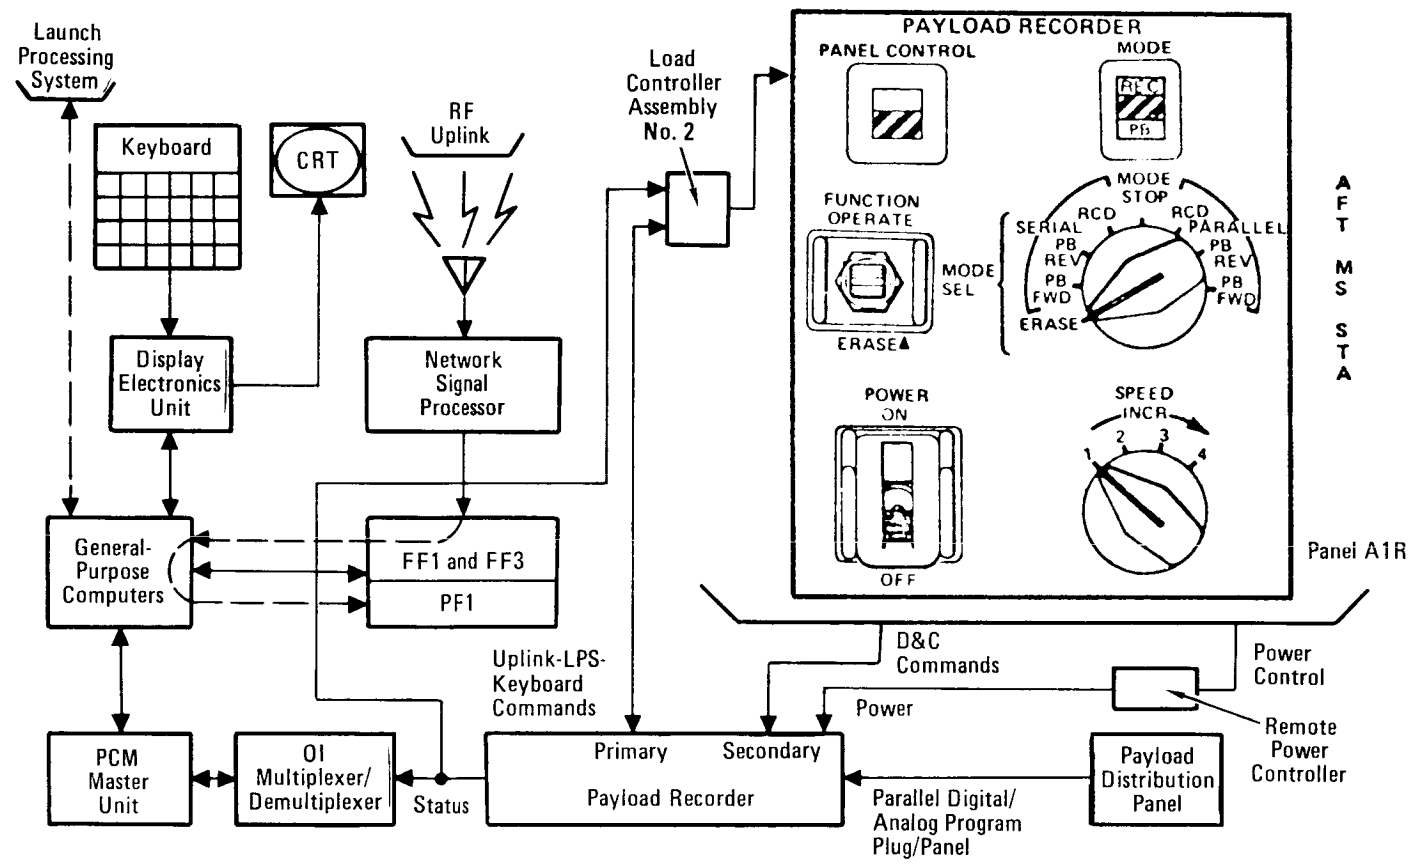 Launch
Processing
System
Keyboard
CRT
RF
Uplink
Load
Controller
Assembly
No. 2
Display
Electronics
Unit
Network
Signal
Processor
General-
Purpose
Computers
FF1 and FF3
PF1
PCM
Master
Unit
OI
Multiplexer/
Demultiplexer
Status
Uplink-LPS-
Keyboard
Commands
Primary
Secondary
Payload Recorder
D&C
Commands
Power
Power
Control
Remote
Power
Controller
Payload
Distribution
Panel
Parallel Digital/
Analog Program
Plug/Panel
PAYLOAD RECORDER
PANEL CONTROL
MODE
REC
PB
FUNCTION
OPERATE
ERASE▲
MODE
SEL
MODE
STOP
SERIAL
RCD
RCD
PARALLEL
PB
REV
PB
REV
PB
FWD
PB
FWD
ERASE
POWER
ON
OFF
SPEED
INCR
1
2
3
4
AFT MS STA
Panel A1R